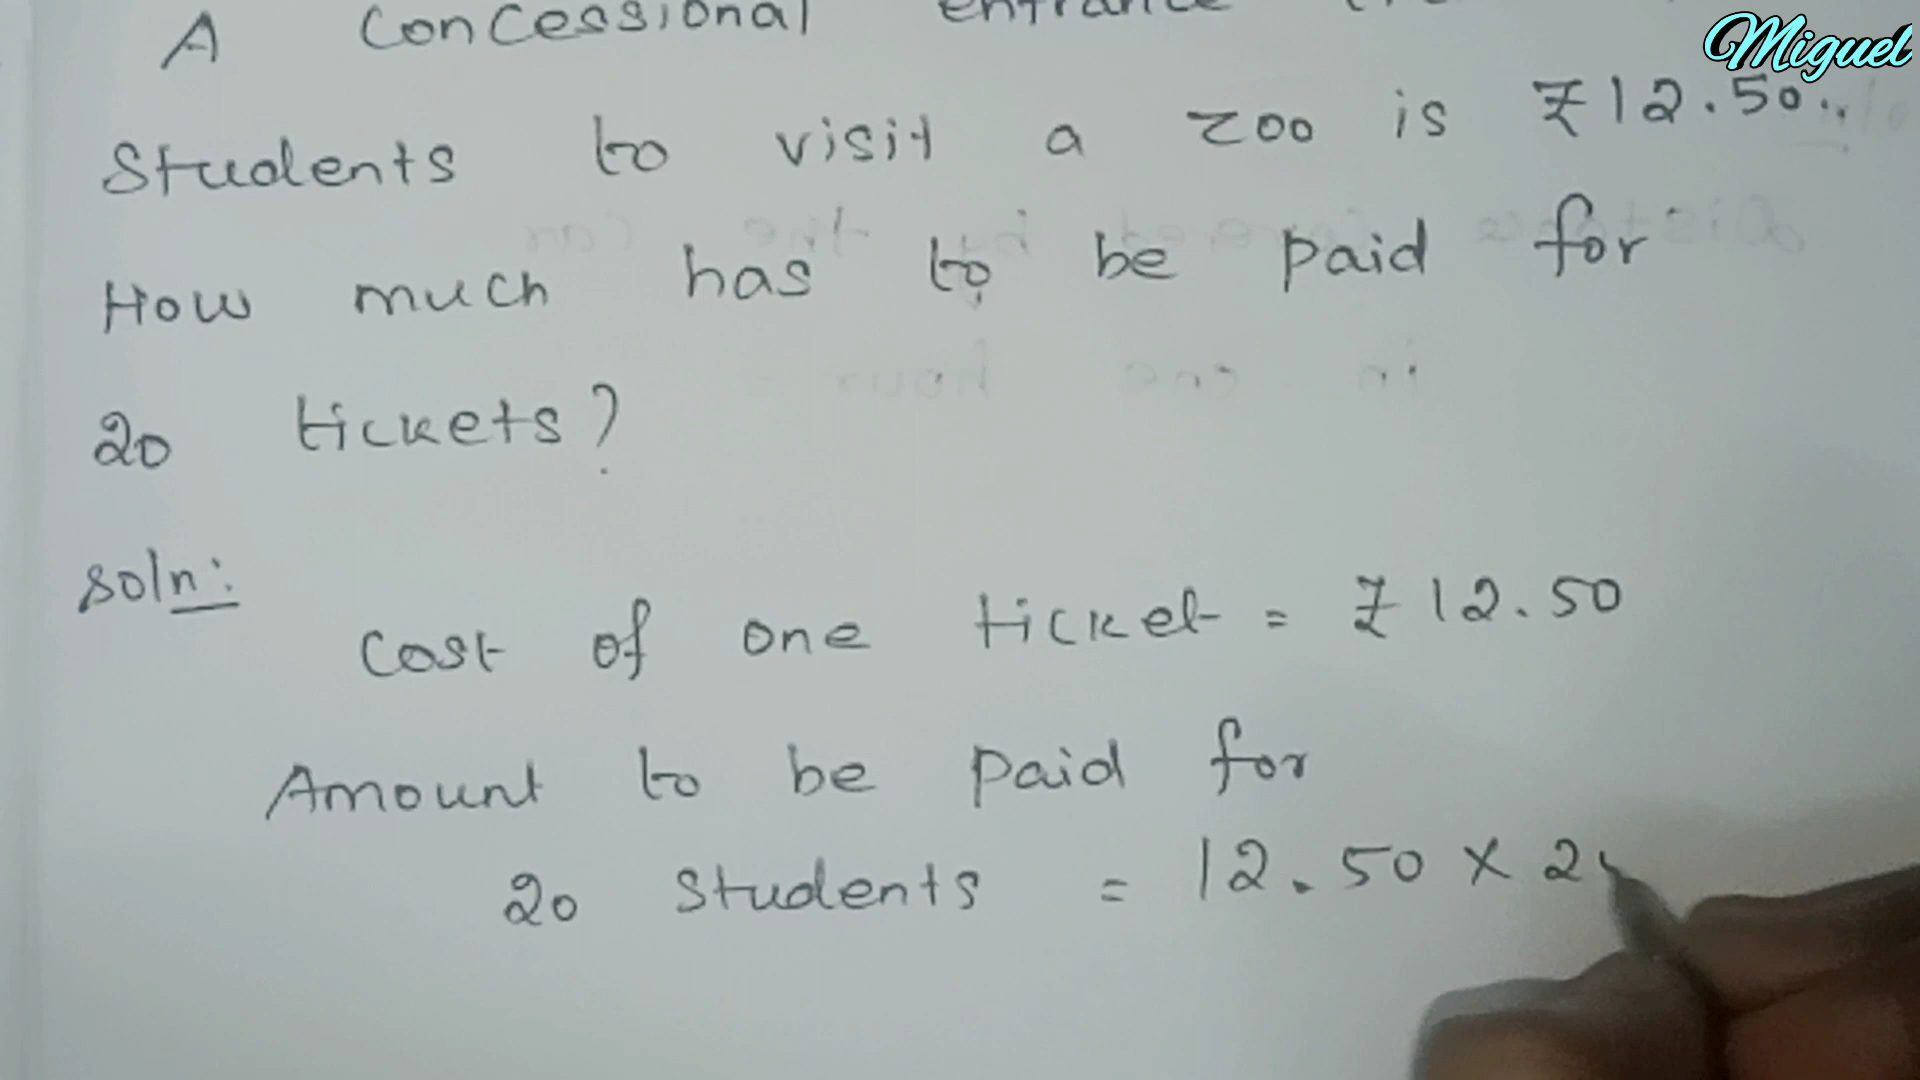 A concessional entrance
Miguel
Students to visit a zoo is ₹12.50.
How much has to be paid for
20 tickets?
Soln:
Cost of one ticket = ₹12.50
Amount to be paid for
20 students = 12.50 × 2